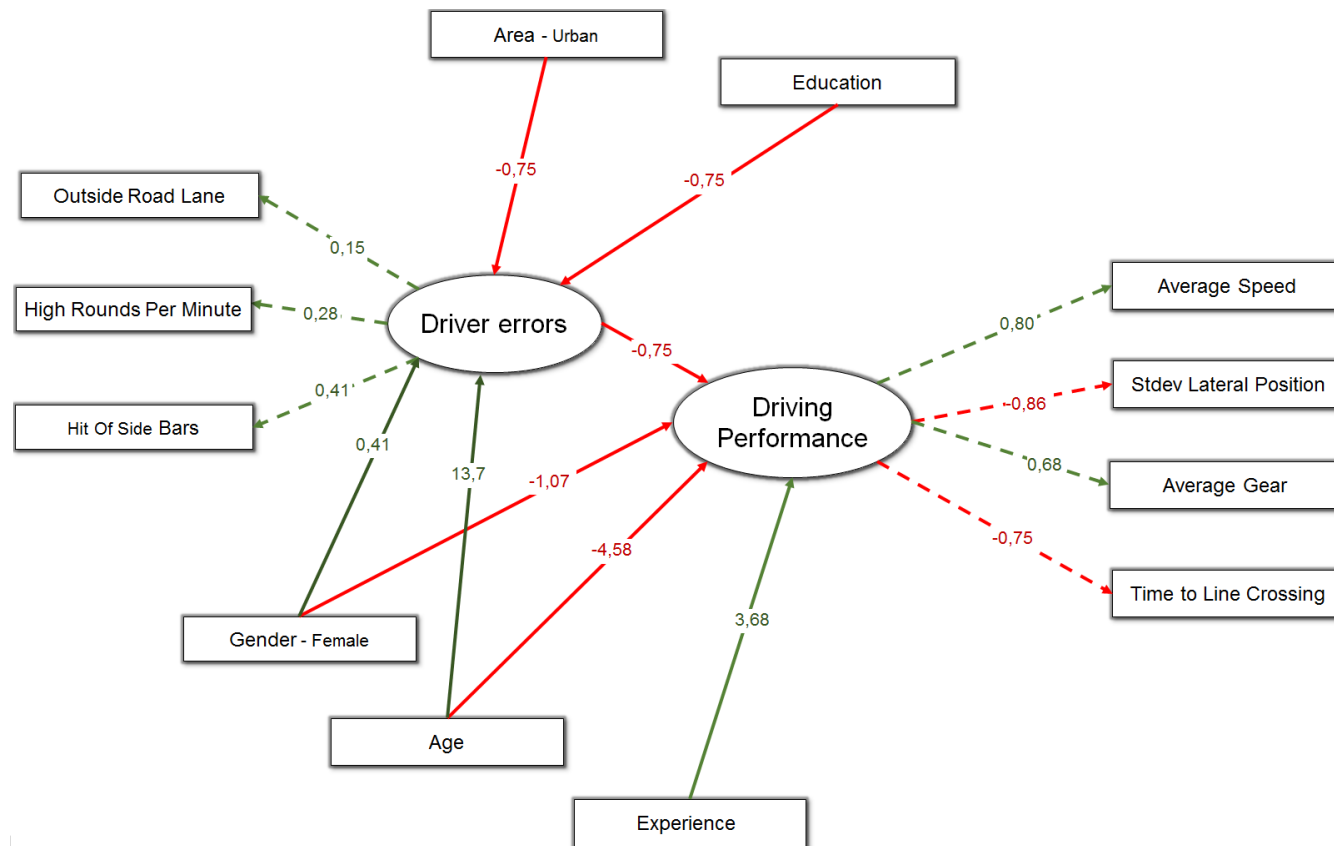 Area - Urban
Education
-0,75
-0,75
Outside Road Lane
0,15
High Rounds Per Minute
0,28
Driver errors
Average Speed
0,80
-0,75
Hit Of Side Bars
0,41
0,41
Driving
Performance
Stdev Lateral Position
-0,86
13,7
-1,07
0,68
Average Gear
-4,58
-0,75
Time to Line Crossing
3,68
Gender - Female
Age
Experience